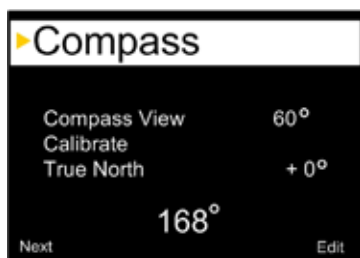 Compass
Compass View 60°
Calibrate
True North + 0°
168°
Next Edit